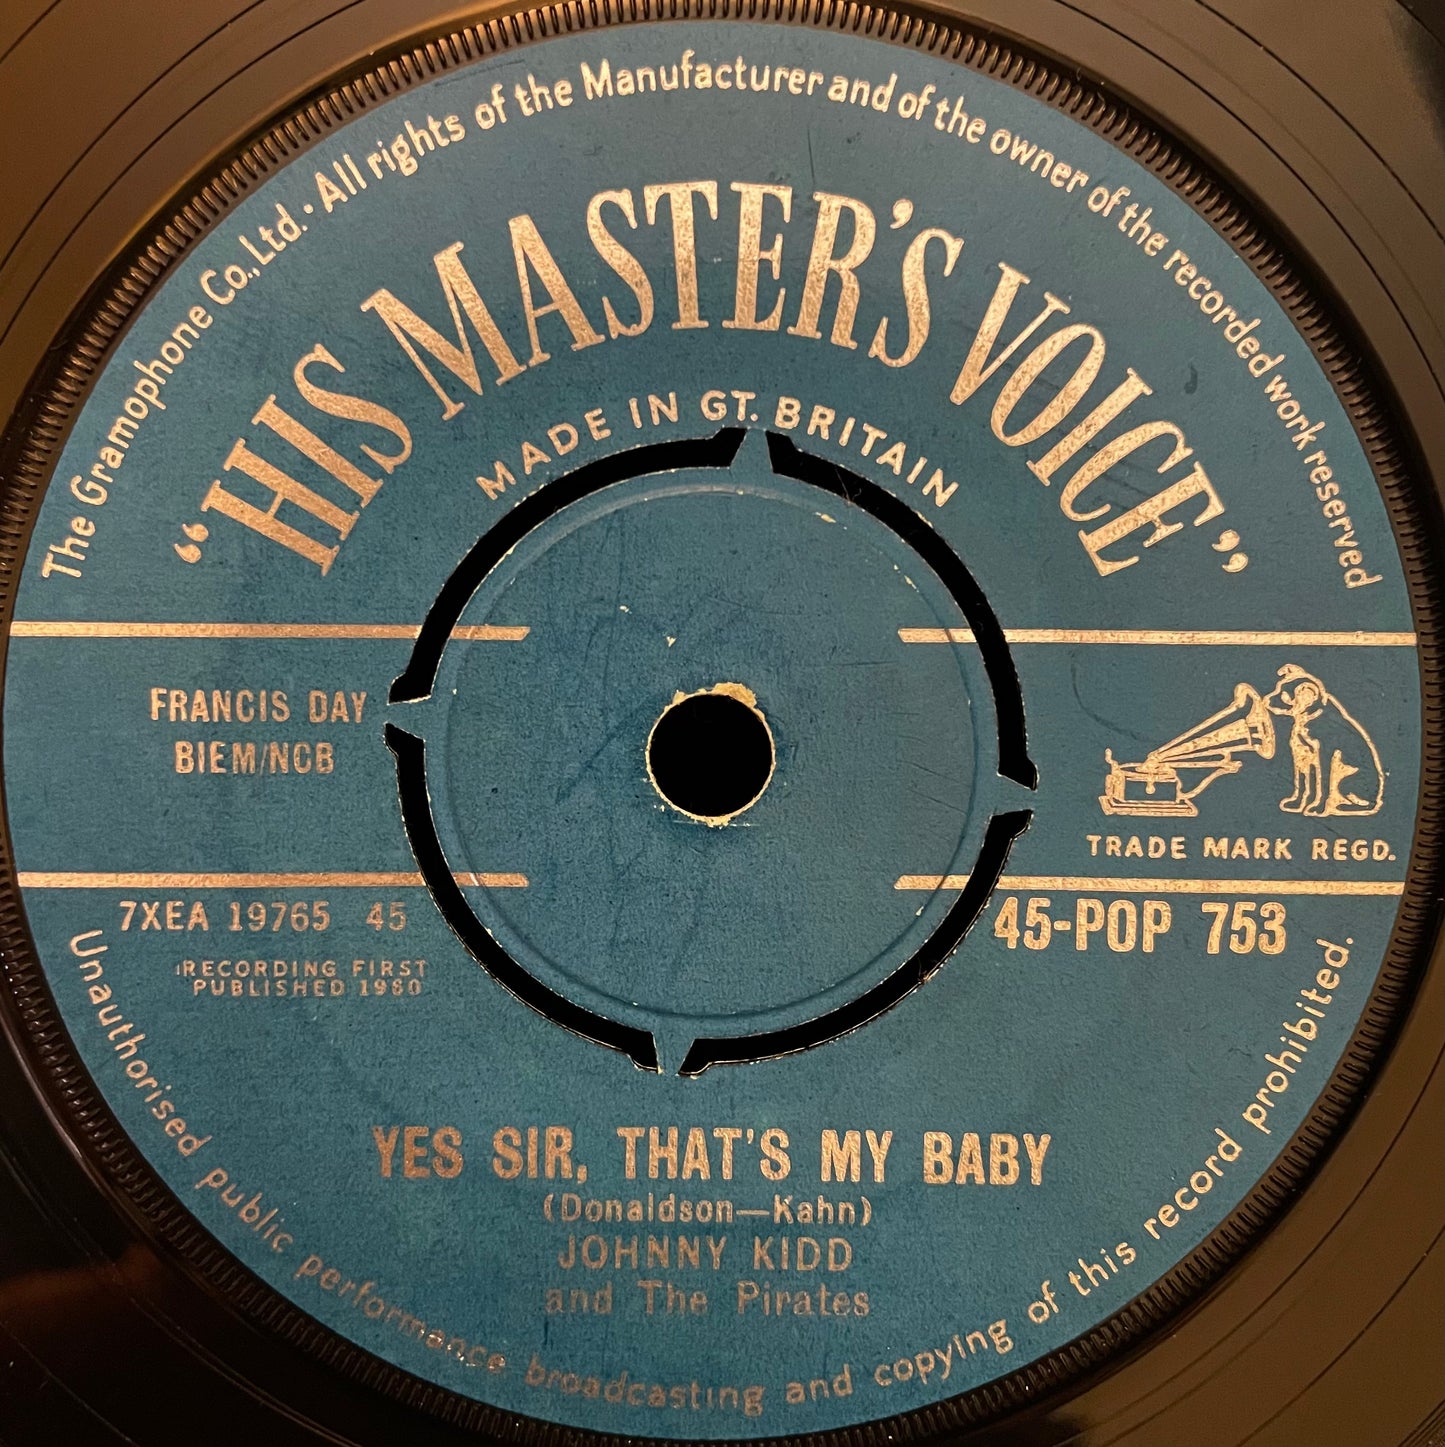 The Gramophone Co., Ltd. · All rights of the Manufacturer and of the owner of the recorded work reserved
“HIS MASTER'S VOICE”
MADE IN GT. BRITAIN
FRANCIS DAY
BIEM/NCB
TRADE MARK REGD.
7XEA 19765 45
45-POP 753
RECORDING FIRST
PUBLISHED 1960
YES SIR, THAT'S MY BABY
(Donaldson—Kahn)
JOHNNY KIDD
and The Pirates
Unauthorised public performance broadcasting and copying of this record prohibited.